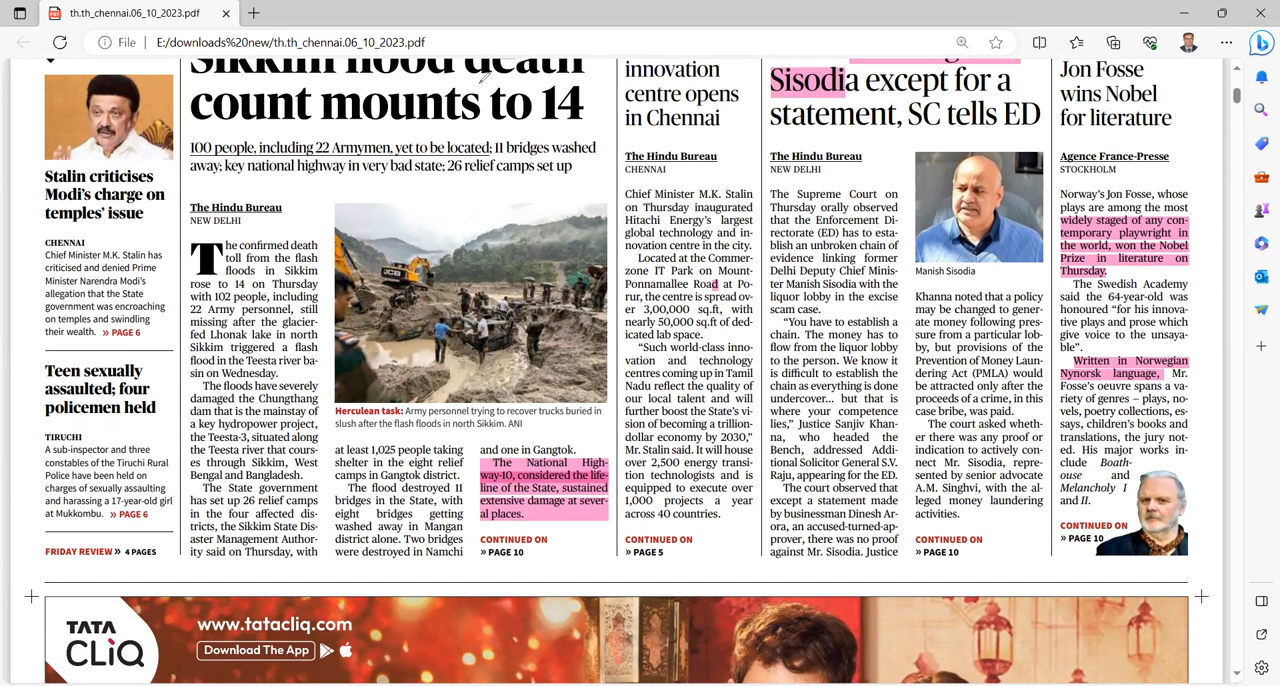 th.th_chennai.06_10_2023.pdf
File
E:/downloads%20new/th.th_chennai.06_10_2023.pdf
Stalin criticises
Modi's charge on
temples' issue
CHENNAI
Chief Minister M.K. Stalin has
criticised and denied Prime
Minister Narendra Modi's
allegation that the State
government was encroaching
on temples and swindling
their wealth. » PAGE 6
Teen sexually
assaulted; four
policemen held
TIRUCHI
A sub-inspector and three
constables of the Tiruchi Rural
Police have been held on
charges of sexually assaulting
and harassing a 17-year-old girl
at Mukkombu. » PAGE 6
FRIDAY REVIEW » 4 PAGES
Sikkim flood death
count mounts to 14
100 people, including 22 Armymen, yet to be located; 11 bridges washed
away; key national highway in very bad state; 26 relief camps set up
The Hindu Bureau
NEW DELHI
The confirmed death
toll from the flash
floods in Sikkim
rose to 14 on
Thursday with 102 people, including
22 Army personnel, still
missing after the glacier-
fed Lhonak lake in north
Sikkim triggered a flash
flood in the Teesta river ba-
sin on Wednesday.
The floods have severely
damaged the Chungthang
dam that is the mainstay of
a key hydropower project,
the Teesta-3, situated along
the Teesta river that cours-
es through Sikkim, West
Bengal and Bangladesh.
The State government
has set up 26 relief camps
in the four affected dis-
tricts, the Sikkim State Dis-
aster Management Author-
ity said on Thursday, with
Herculean task: Army personnel trying to recover trucks buried in
slush after the flash floods in north Sikkim. ANI
at least 1,025 people taking
shelter in the eight relief
camps in Gangtok district.
The flood destroyed 11
bridges in the State, with
eight bridges getting
washed away in Mangan
district alone. Two bridges
were destroyed in Namchi
and one in Gangtok.
The National High-
way-10, considered the life-
line of the State, sustained
extensive damage at sever-
al places.
CONTINUED ON
» PAGE 10
innovation
centre opens
in Chennai
The Hindu Bureau
CHENNAI
Chief Minister M.K. Stalin
on Thursday inaugurated
Hitachi Energy's largest
global technology and in-
novation centre in the city.
Located at the Commer-
zone IT Park on Mount-
Ponnamallee Road at Po-
rur, the centre is spread ov-
er 3,00,000 sq.ft, with
nearly 50,000 sq.ft of ded-
icated lab space.
"Such world-class inno-
vation and technology
centres coming up in Tamil
Nadu reflect the quality of
our local talent and will
further boost the State's vi-
sion of becoming a trillion-
dollar economy by 2030,"
Mr. Stalin said. It will house
over 2,500 energy transi-
tion technologists and is
equipped to execute over
1,000 projects a year
across 40 countries.
CONTINUED ON
» PAGE 5
Sisodia except for a
statement, SC tells ED
The Hindu Bureau
NEW DELHI
The Supreme Court on
Thursday orally observed
that the Enforcement Di-
rectorate (ED) has to estab-
lish an unbroken chain of
evidence linking former
Delhi Deputy Chief Minis-
ter Manish Sisodia with the
liquor lobby in the excise
scam case.
"You have to establish a
chain. The money has to
flow from the liquor lobby
to the person. We know it
is difficult to establish the
chain as everything is done
undercover... but that is
where your competence
lies," Justice Sanjiv Khan-
na, who headed the
Bench, addressed Addi-
tional Solicitor General S.V.
Raju, appearing for the ED.
The court observed that
except a statement made
by businessman Dinesh Ar-
ora, an accused-turned-ap-
prover, there was no proof
against Mr. Sisodia. Justice
Manish Sisodia
Khanna noted that a policy
may be changed to gener-
ate money following pres-
sure from a particular lob-
by, but provisions of the
Prevention of Money Laun-
dering Act (PMLA) would
be attracted only after the
proceeds of a crime, in this
case bribe, was paid.
The court asked wheth-
er there was any proof or
indication to actively con-
nect Mr. Sisodia, repre-
sented by senior advocate
A.M. Singhvi, with the al-
leged money laundering
activities.
CONTINUED ON
» PAGE 10
Jon Fosse
wins Nobel
for literature
Agence France-Presse
STOCKHOLM
Norway's Jon Fosse, whose
plays are among the most
widely staged of any con-
temporary playwright in
the world, won the Nobel
Prize in literature on
Thursday.
The Swedish Academy
said the 64-year-old was
honoured "for his innova-
tive plays and prose which
give voice to the unsaya-
ble".
Written in Norwegian
Nynorsk language, Mr.
Fosse's oeuvre spans a va-
riety of genres – plays, no-
vels, poetry collections, es-
says, children's books and
translations, the jury not-
ed. His major works in-
clude Boath-
ouse and
Melancholy I
and II.
CONTINUED ON
» PAGE 10
TATA
CLiQ
www.tatacliq.com
Download The App